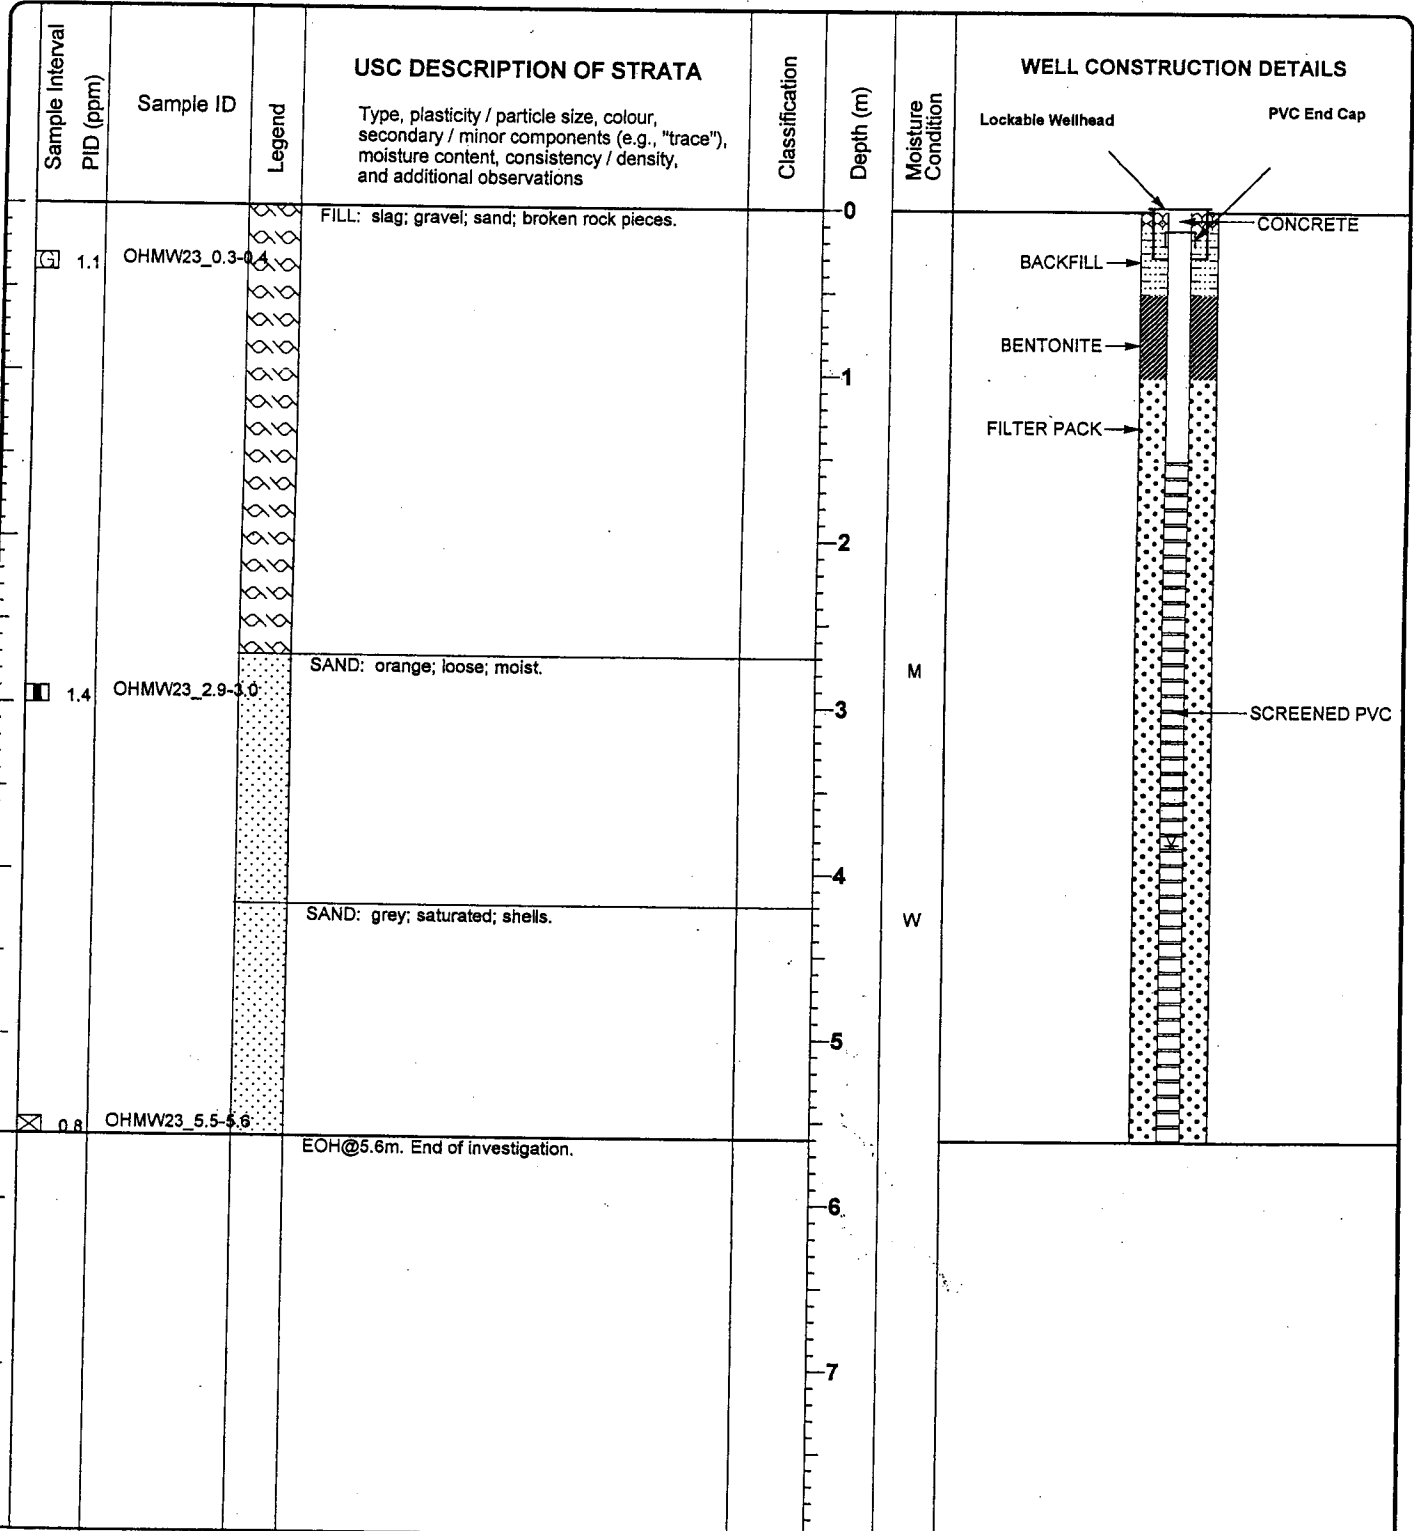 Sample Interval
PID (ppm)
Sample ID
Legend
USC DESCRIPTION OF STRATA
Type, plasticity / particle size, colour,
secondary / minor components (e.g., "trace"),
moisture content, consistency / density,
and additional observations
Classification
Depth (m)
Moisture
Condition
WELL CONSTRUCTION DETAILS
Lockable Wellhead
PVC End Cap
FILL: slag; gravel; sand; broken rock pieces.
0
CONCRETE
G
1.1
OHMW23_0.3-0.4
BACKFILL
BENTONITE
1
FILTER PACK
2
SAND: orange; loose; moist.
M
1.4
OHMW23_2.9-3.0
3
SCREENED PVC
4
SAND: grey; saturated; shells.
W
5
0.8
OHMW23_5.5-5.6
EOH@5.6m. End of investigation.
6
7